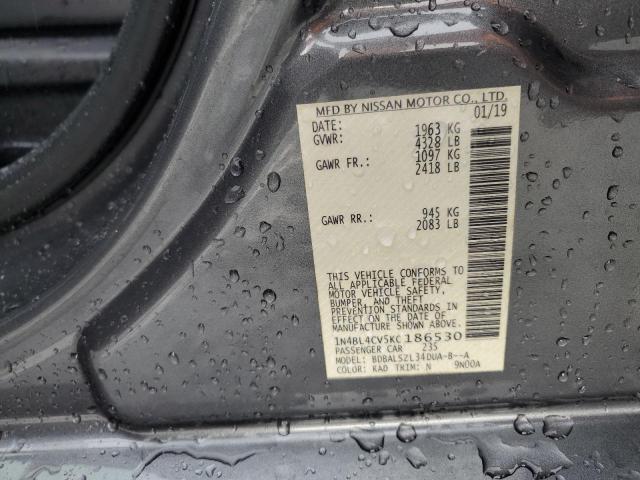 MFD BY NISSAN MOTOR CO., LTD.
01/19
DATE: 1963 KG
GVWR: 4328 LB
GAWR FR.: 1097 KG
2418 LB
GAWR RR.: 945 KG
2083 LB
THIS VEHICLE CONFORMS TO
ALL APPLICABLE FEDERAL
MOTOR VEHICLE SAFETY,
BUMPER, AND THEFT
PREVENTION STANDARDS
IN EFFECT ON THE DATE OF
MANUFACTURE SHOWN ABOVE.
1N4BL4CV5KC186530
PASSENGER CAR 235
MODEL: BDBALSZL34DUA-B--A
COLOR: KAD TRIM: N 9N00A